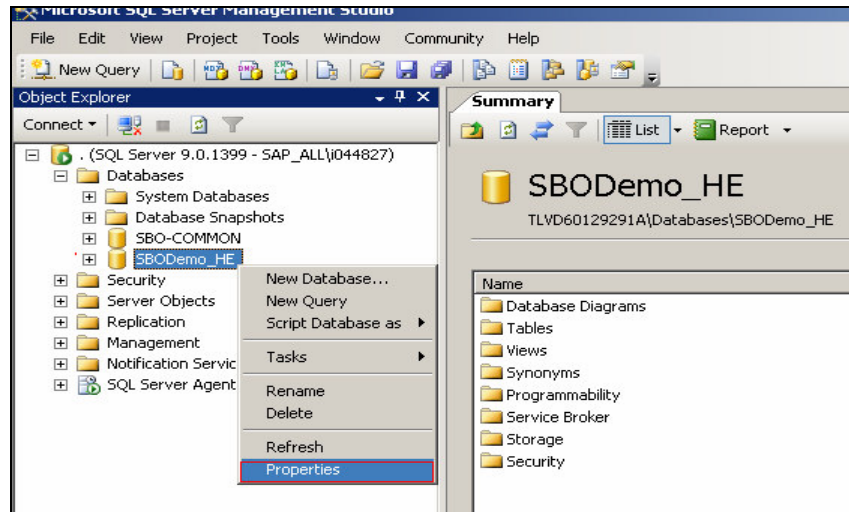 Microsoft SQL Server Management Studio
File Edit View Project Tools Window Community Help
New Query
Object Explorer
Connect
. (SQL Server 9.0.1399 - SAP_ALL\i044827)
Databases
System Databases
Database Snapshots
SBO-COMMON
SBODemo_HE
Security
Server Objects
Replication
Management
Notification Servic
SQL Server Agent
New Database...
New Query
Script Database as
Tasks
Rename
Delete
Refresh
Properties
Summary
List Report
SBODemo_HE
TLVD60129291A\Databases\SBODemo_HE
Name
Database Diagrams
Tables
Views
Synonyms
Programmability
Service Broker
Storage
Security